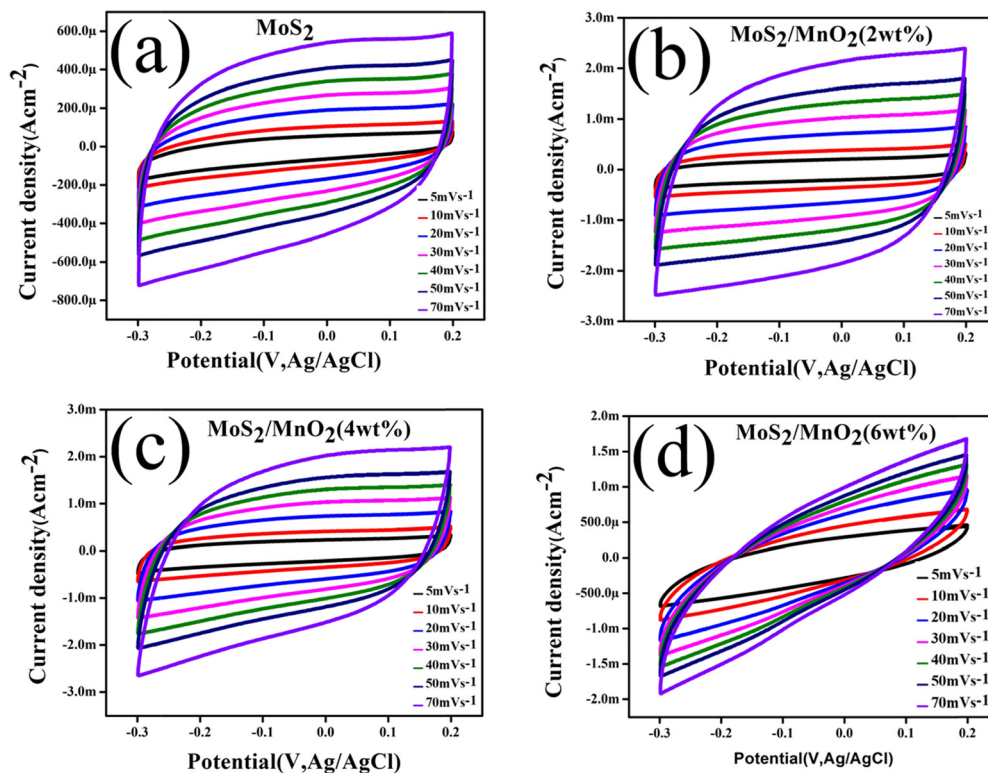 (a)
MoS2
Current density(Acm-2)
600.0μ
400.0μ
200.0μ
0.0
-200.0μ
-400.0μ
-600.0μ
-800.0μ
5mVs-1
10mVs-1
20mVs-1
30mVs-1
40mVs-1
50mVs-1
70mVs-1
-0.3 -0.2 -0.1 0.0 0.1 0.2
Potential(V,Ag/AgCl)
(b)
MoS2/MnO2(2wt%)
Current density(Acm-2)
3.0m
2.0m
1.0m
0.0
-1.0m
-2.0m
-3.0m
5mVs-1
10mVs-1
20mVs-1
30mVs-1
40mVs-1
50mVs-1
70mVs-1
-0.3 -0.2 -0.1 0.0 0.1 0.2
Potential(V,Ag/AgCl)
(c)
MoS2/MnO2(4wt%)
Current density(Acm-2)
3.0m
2.0m
1.0m
0.0
-1.0m
-2.0m
-3.0m
5mVs-1
10mVs-1
20mVs-1
30mVs-1
40mVs-1
50mVs-1
70mVs-1
-0.3 -0.2 -0.1 0.0 0.1 0.2
Potential(V,Ag/AgCl)
(d)
MoS2/MnO2(6wt%)
Current density(Acm-2)
2.0m
1.5m
1.0m
500.0μ
0.0
-500.0μ
-1.0m
-1.5m
-2.0m
5mVs-1
10mVs-1
20mVs-1
30mVs-1
40mVs-1
50mVs-1
70mVs-1
-0.3 -0.2 -0.1 0.0 0.1 0.2
Potential(V,Ag/AgCl)